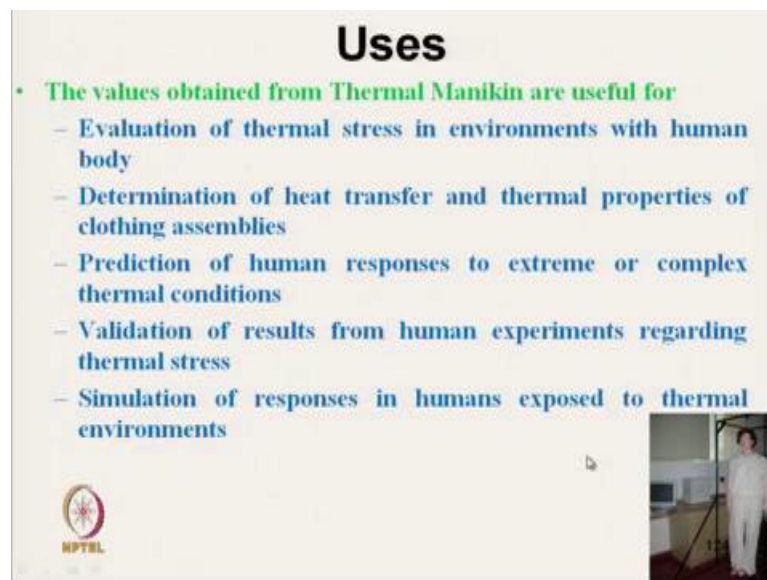 Uses
• The values obtained from Thermal Manikin are useful for
– Evaluation of thermal stress in environments with human
body
– Determination of heat transfer and thermal properties of
clothing assemblies
– Prediction of human responses to extreme or complex
thermal conditions
– Validation of results from human experiments regarding
thermal stress
– Simulation of responses in humans exposed to thermal
environments
NPTEL